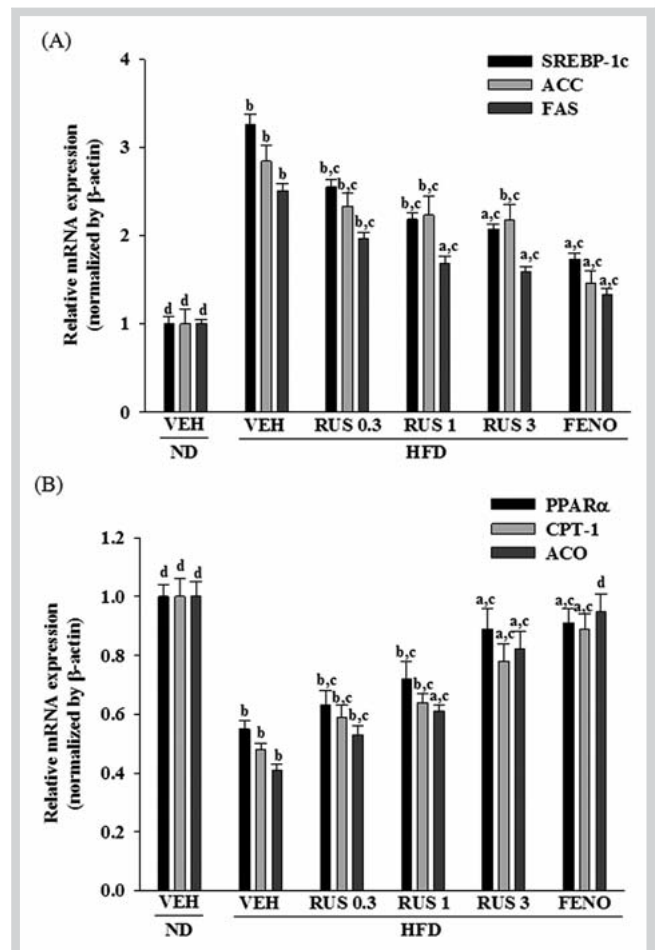 (A)
SREBP-1c
ACC
FAS
Relative mRNA expression
(normalized by β-actin)
4
3
2
1
0
d d d
b b b
b,c b,c b,c
b,c b,c a,c
a,c b,c a,c
a,c a,c a,c
VEH VEH RUS 0.3 RUS 1 RUS 3 FENO
ND HFD
(B)
PPARα
CPT-1
ACO
Relative mRNA expression
(normalized by β-actin)
1.2
1.0
0.8
0.6
0.4
0.2
0.0
d d d
b b b
b,c b,c b,c
b,c b,c a,c
a,c a,c a,c
a,c a,c d
VEH VEH RUS 0.3 RUS 1 RUS 3 FENO
ND HFD